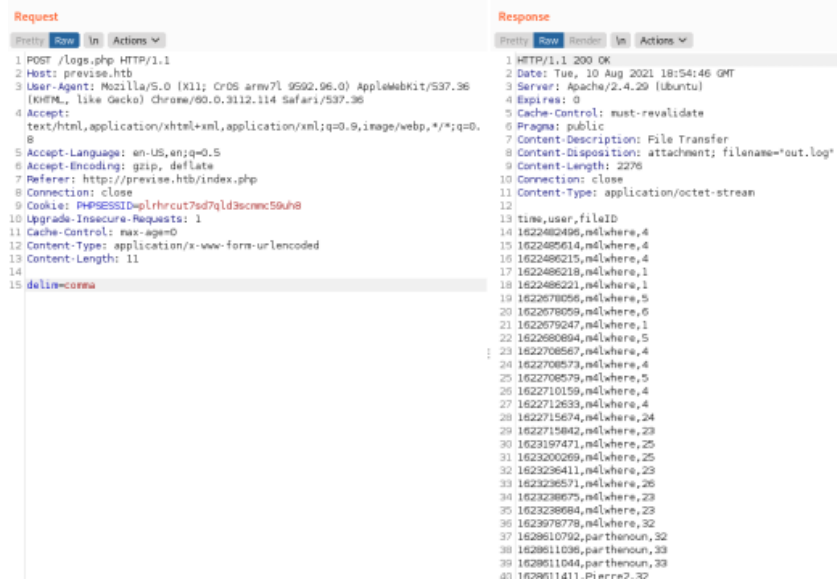 Request
Pretty Raw \n Actions
1 POST /logs.php HTTP/1.1
2 Host: previse.htb
3 User-Agent: Mozilla/5.0 (X11; CrOS armv7l 9592.96.0) AppleWebKit/537.36
(KHTML, like Gecko) Chrome/60.0.3112.114 Safari/537.36
4 Accept:
text/html,application/xhtml+xml,application/xml;q=0.9,image/webp,*/*;q=0.
8
5 Accept-Language: en-US,en;q=0.5
6 Accept-Encoding: gzip, deflate
7 Referer: http://previse.htb/index.php
8 Connection: close
9 Cookie: PHPSESSID=plrhrcut7sd7qld3scmmc59uh8
10 Upgrade-Insecure-Requests: 1
11 Cache-Control: max-age=0
12 Content-Type: application/x-www-form-urlencoded
13 Content-Length: 11
14
15 delim=comma
Response
Pretty Raw Render \n Actions
1 HTTP/1.1 200 OK
2 Date: Tue, 10 Aug 2021 18:54:46 GMT
3 Server: Apache/2.4.29 (Ubuntu)
4 Expires: 0
5 Cache-Control: must-revalidate
6 Pragma: public
7 Content-Description: File Transfer
8 Content-Disposition: attachment; filename="out.log"
9 Content-Length: 2276
10 Connection: close
11 Content-Type: application/octet-stream
12
13 time,user,fileID
14 1622482496,m4lwhere,4
15 1622485614,m4lwhere,4
16 1622486215,m4lwhere,4
17 1622486218,m4lwhere,1
18 1622486221,m4lwhere,1
19 1622678056,m4lwhere,5
20 1622678059,m4lwhere,6
21 1622679247,m4lwhere,1
22 1622680894,m4lwhere,5
23 1622708567,m4lwhere,4
24 1622708573,m4lwhere,4
25 1622708579,m4lwhere,5
26 1622710159,m4lwhere,4
27 1622712633,m4lwhere,4
28 1622715674,m4lwhere,24
29 1622715842,m4lwhere,23
30 1623197471,m4lwhere,25
31 1623200269,m4lwhere,25
32 1623236411,m4lwhere,23
33 1623236571,m4lwhere,26
34 1623238675,m4lwhere,23
35 1623238684,m4lwhere,23
36 1623978778,m4lwhere,32
37 1628610792,parthenoun,32
38 1628611036,parthenoun,33
39 1628611044,parthenoun,33
40 1628611411,Pierre2,32